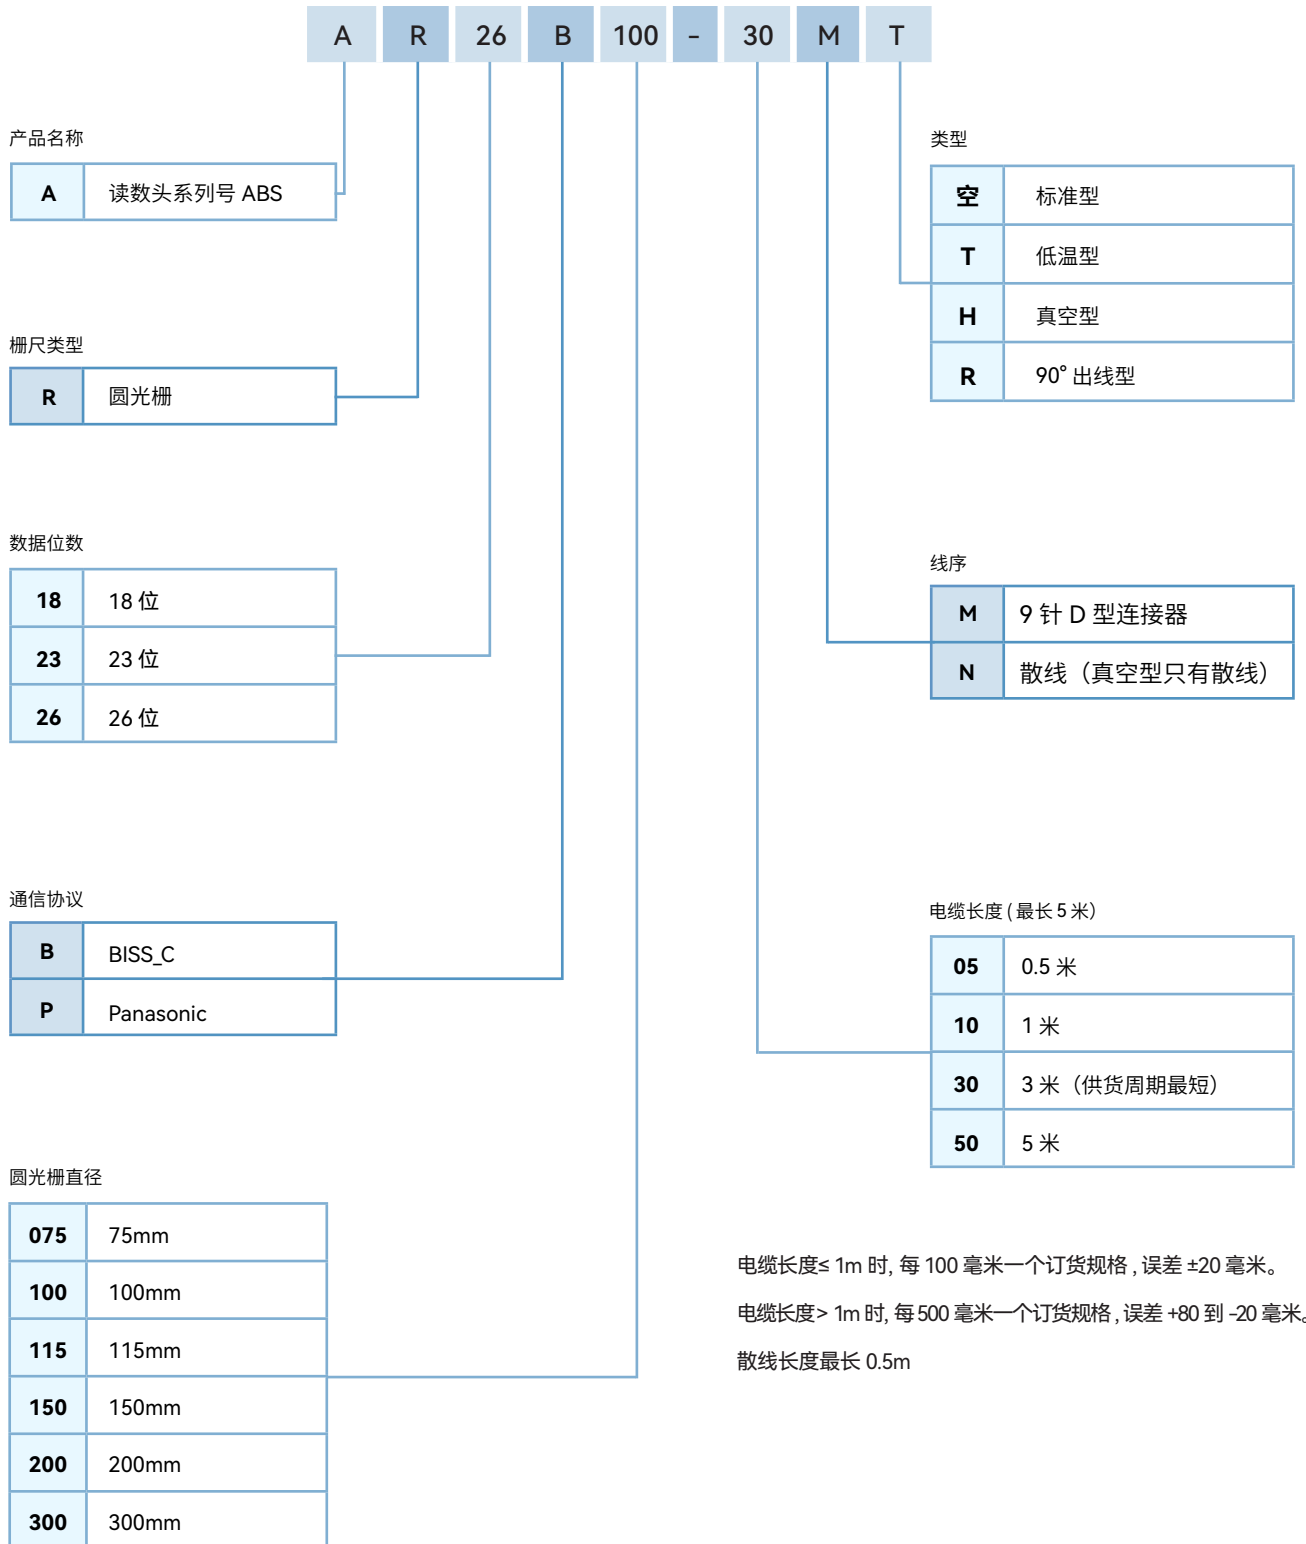 A R 26 B 100 - 30 M T
产品名称
A 读数头系列号 ABS
栅尺类型
R 圆光栅
数据位数
18 18 位
23 23 位
26 26 位
通信协议
B BISS_C
P Panasonic
圆光栅直径
075 75mm
100 100mm
115 115mm
150 150mm
200 200mm
300 300mm
类型
空 标准型
T 低温型
H 真空型
R 90° 出线型
线序
M 9 针 D 型连接器
N 散线（真空型只有散线）
电缆长度 ( 最长 5 米）
05 0.5 米
10 1 米
30 3 米（供货周期最短）
50 5 米
电缆长度≤ 1m 时, 每 100 毫米一个订货规格 , 误差 ±20 毫米。
电缆长度> 1m 时, 每 500 毫米一个订货规格 , 误差 +80 到 -20 毫米。
散线长度最长 0.5m